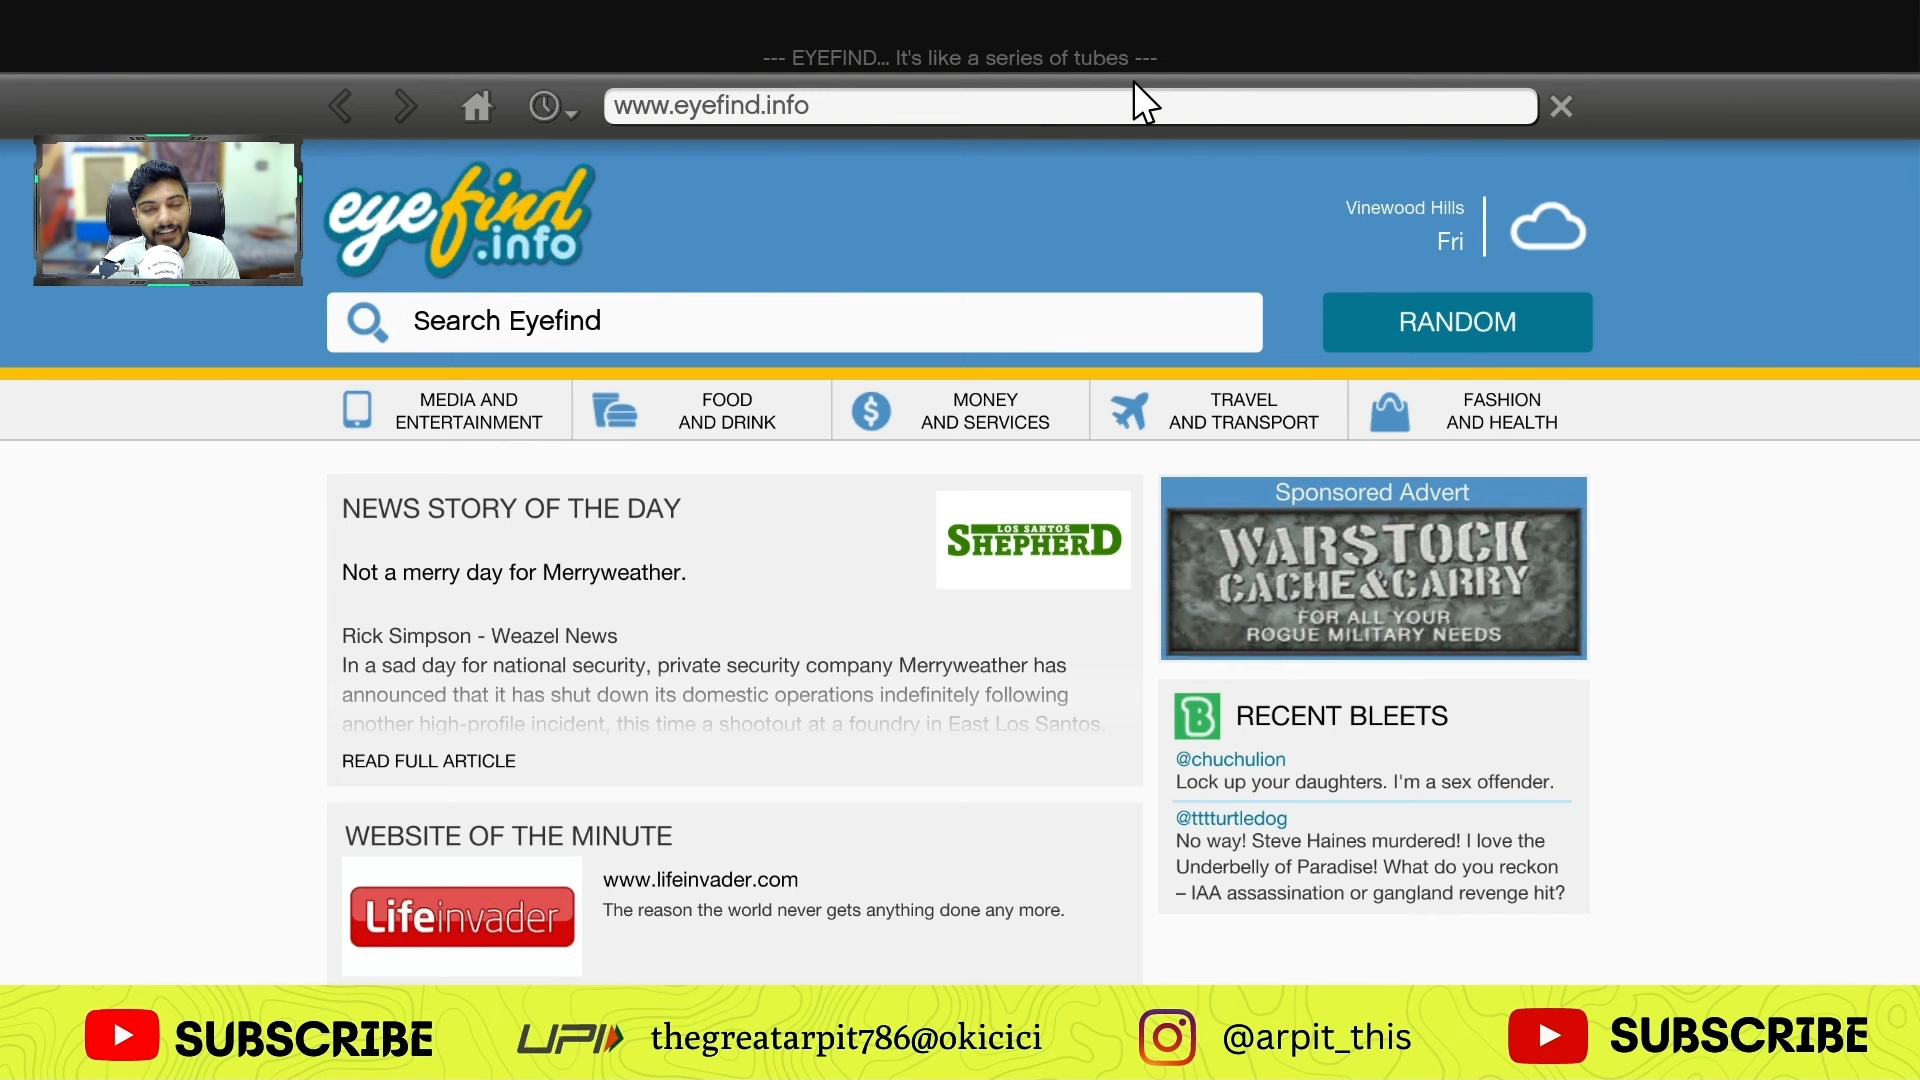 --- EYEFIND... It's like a series of tubes ---
www.eyefind.info
eyefind
.info
Vinewood Hills
Fri
Search Eyefind
RANDOM
MEDIA AND
ENTERTAINMENT
FOOD
AND DRINK
MONEY
AND SERVICES
TRAVEL
AND TRANSPORT
FASHION
AND HEALTH
NEWS STORY OF THE DAY
LOS SANTOS
SHEPHERD
Not a merry day for Merryweather.
Rick Simpson - Weazel News
In a sad day for national security, private security company Merryweather has
announced that it has shut down its domestic operations indefinitely following
another high-profile incident, this time a shootout at a foundry in East Los Santos.
READ FULL ARTICLE
WEBSITE OF THE MINUTE
Lifeinvader
www.lifeinvader.com
The reason the world never gets anything done any more.
Sponsored Advert
WARSTOCK
CACHE&CARRY
FOR ALL YOUR
ROGUE MILITARY NEEDS
B RECENT BLEETS
@chuchulion
Lock up your daughters. I'm a sex offender.
@tttturtledog
No way! Steve Haines murdered! I love the
Underbelly of Paradise! What do you reckon
– IAA assassination or gangland revenge hit?
SUBSCRIBE
UPI
thegreatarpit786@okicici
@arpit_this
SUBSCRIBE